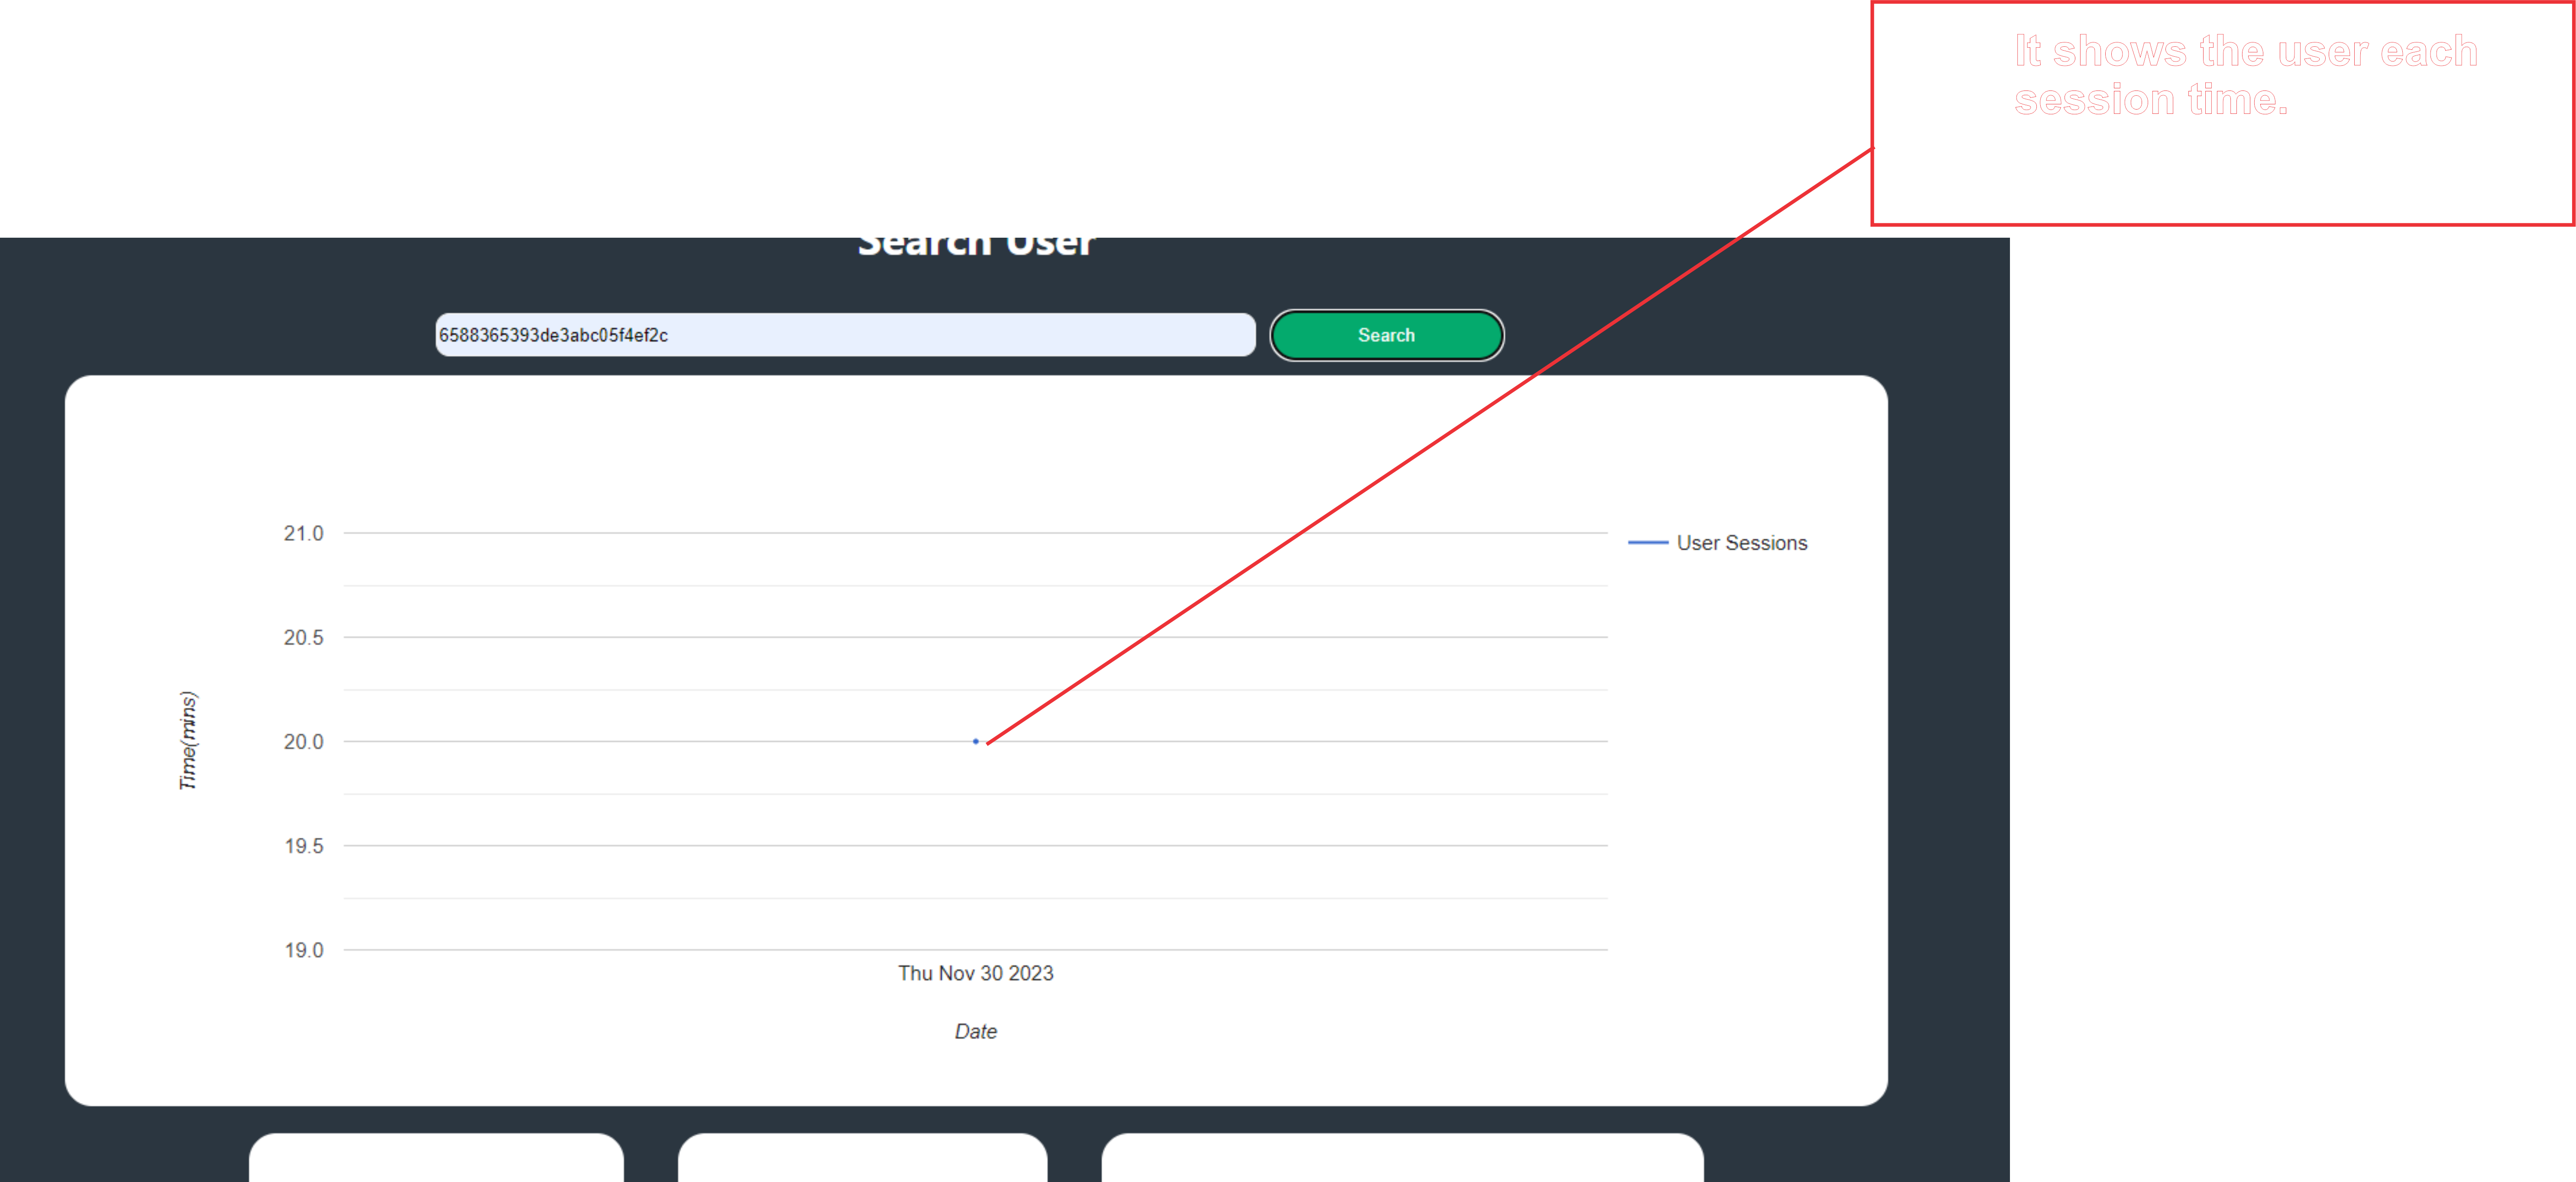 It shows the user each
session time.
Search User
6588365393de3abc05f4ef2c
Search
21.0
User Sessions
20.5
Time(mins)
20.0
19.5
19.0
Thu Nov 30 2023
Date